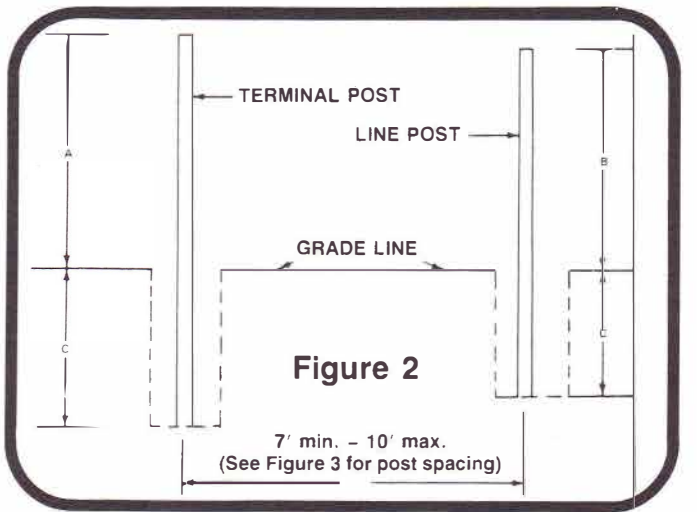 A
TERMINAL POST
LINE POST
B
GRADE LINE
C
Figure 2
7′ min. – 10′ max.
(See Figure 3 for post spacing)